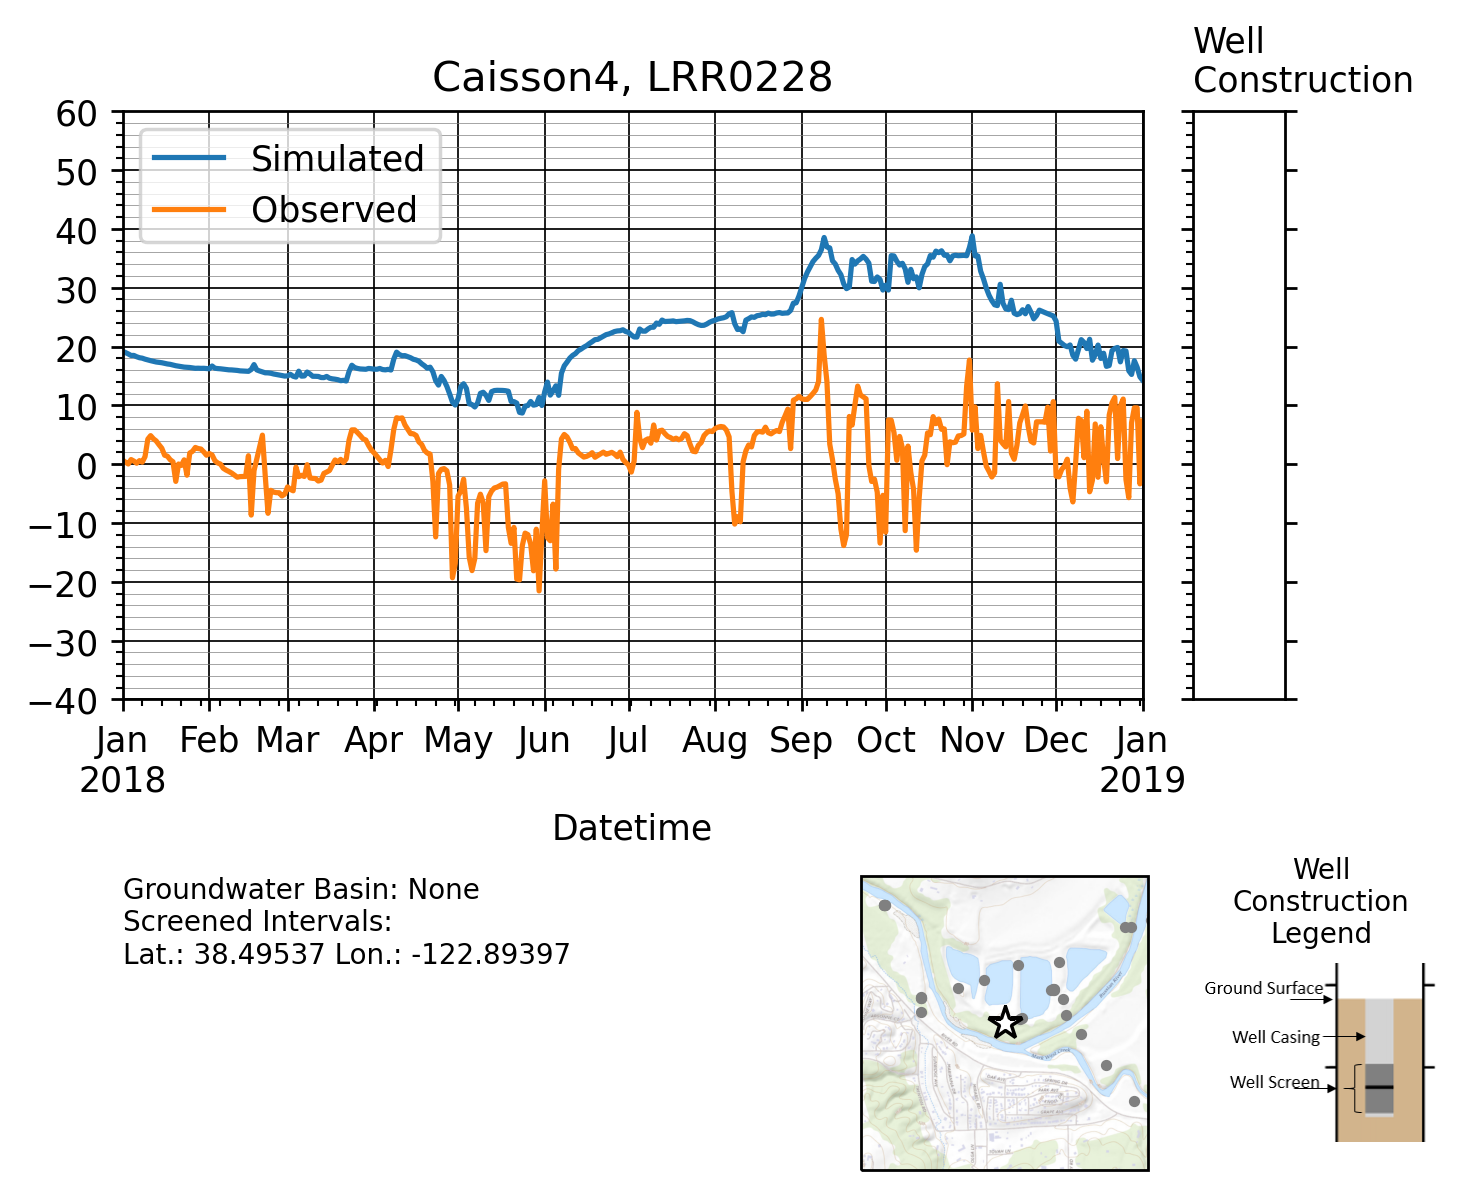 Well
Construction
Caisson4, LRR0228
60
50
40
30
20
10
0
−10
−20
−30
−40
Simulated
Observed
Jan
2018
Feb
Mar
Apr
May
Jun
Jul
Aug
Sep
Oct
Nov
Dec
Jan
2019
Datetime
Groundwater Basin: None
Screened Intervals:
Lat.: 38.49537 Lon.: -122.89397
Well
Construction
Legend
Ground Surface
Well Casing
Well Screen